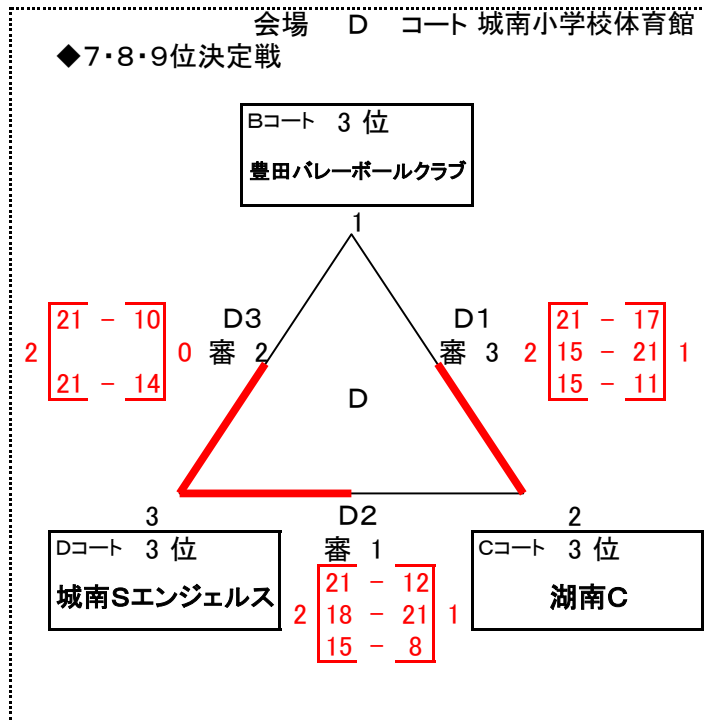 会場 D コート 城南小学校体育館
◆7・8・9位決定戦
Bコート 3 位
豊田バレーボールクラブ
1
D3
審 2
2 21 - 10 0
21 - 14
D1
審 3
21 - 17
2 15 - 21 1
15 - 11
D
3
Dコート 3 位
城南Sエンジェルス
D2
審 1
21 - 12
2 18 - 21 1
15 - 8
2
Cコート 3 位
湖南C